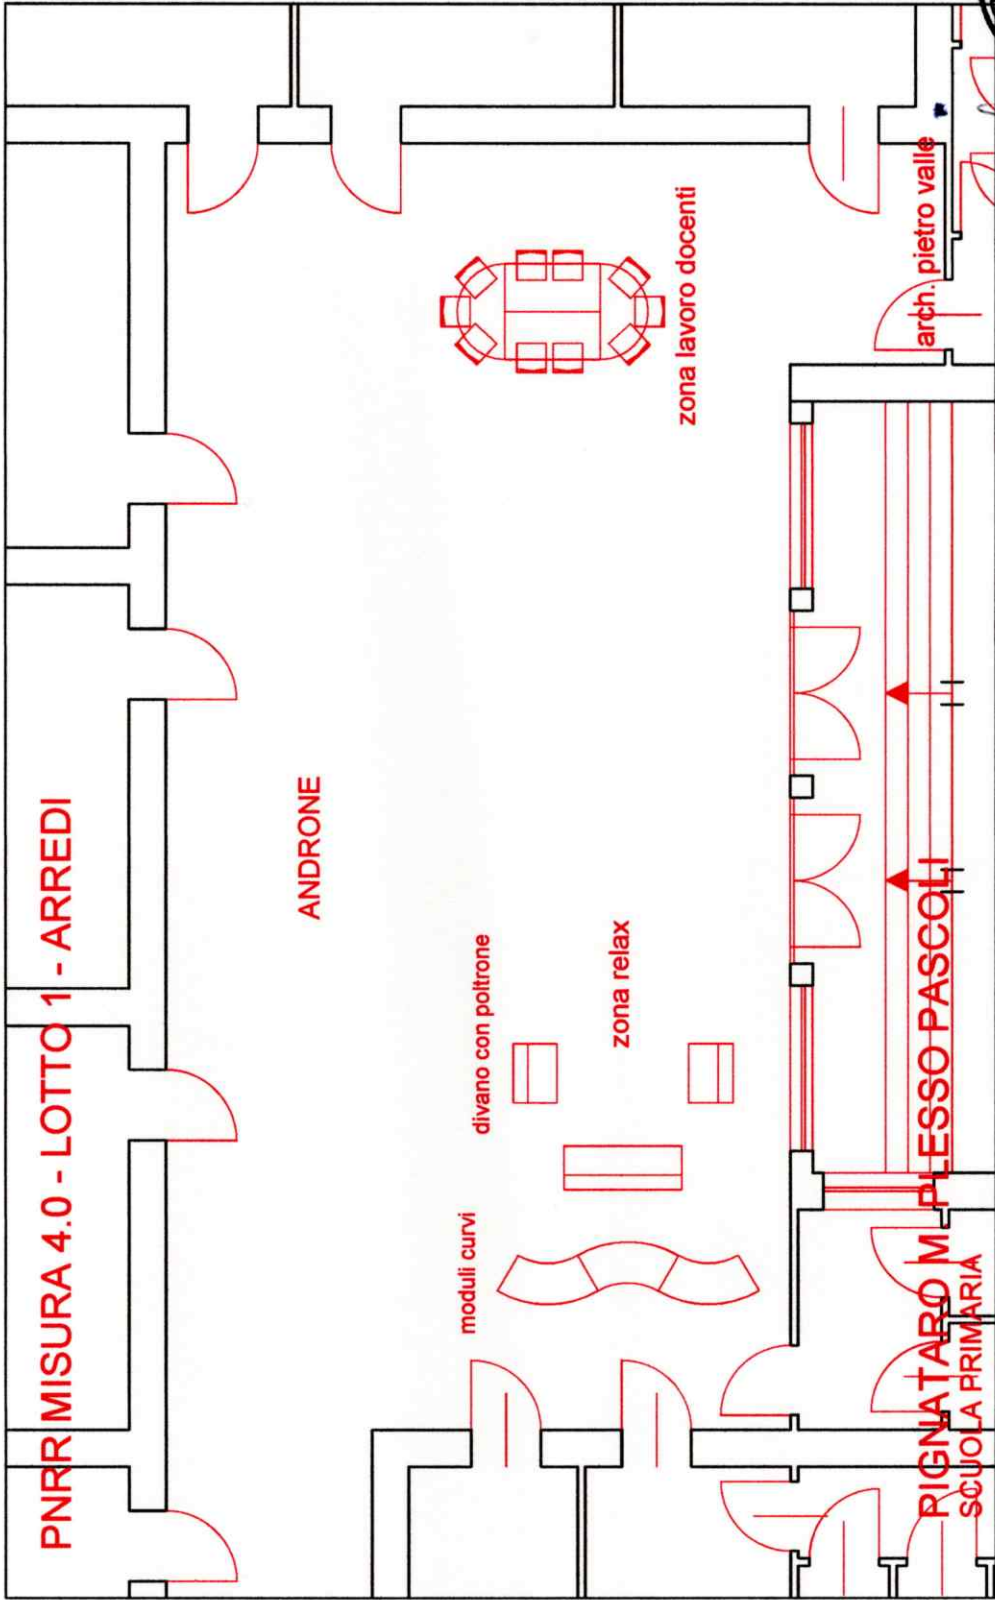 PNRR MISURA 4.0 - LOTTO 1 - ARREDI
ANDRONE
moduli curvi
divano con poltrone
zona relax
zona lavoro docenti
PIGNATARO M. PLESSO PASCOLI
arch. pietro valle
SCUOLA PRIMARIA